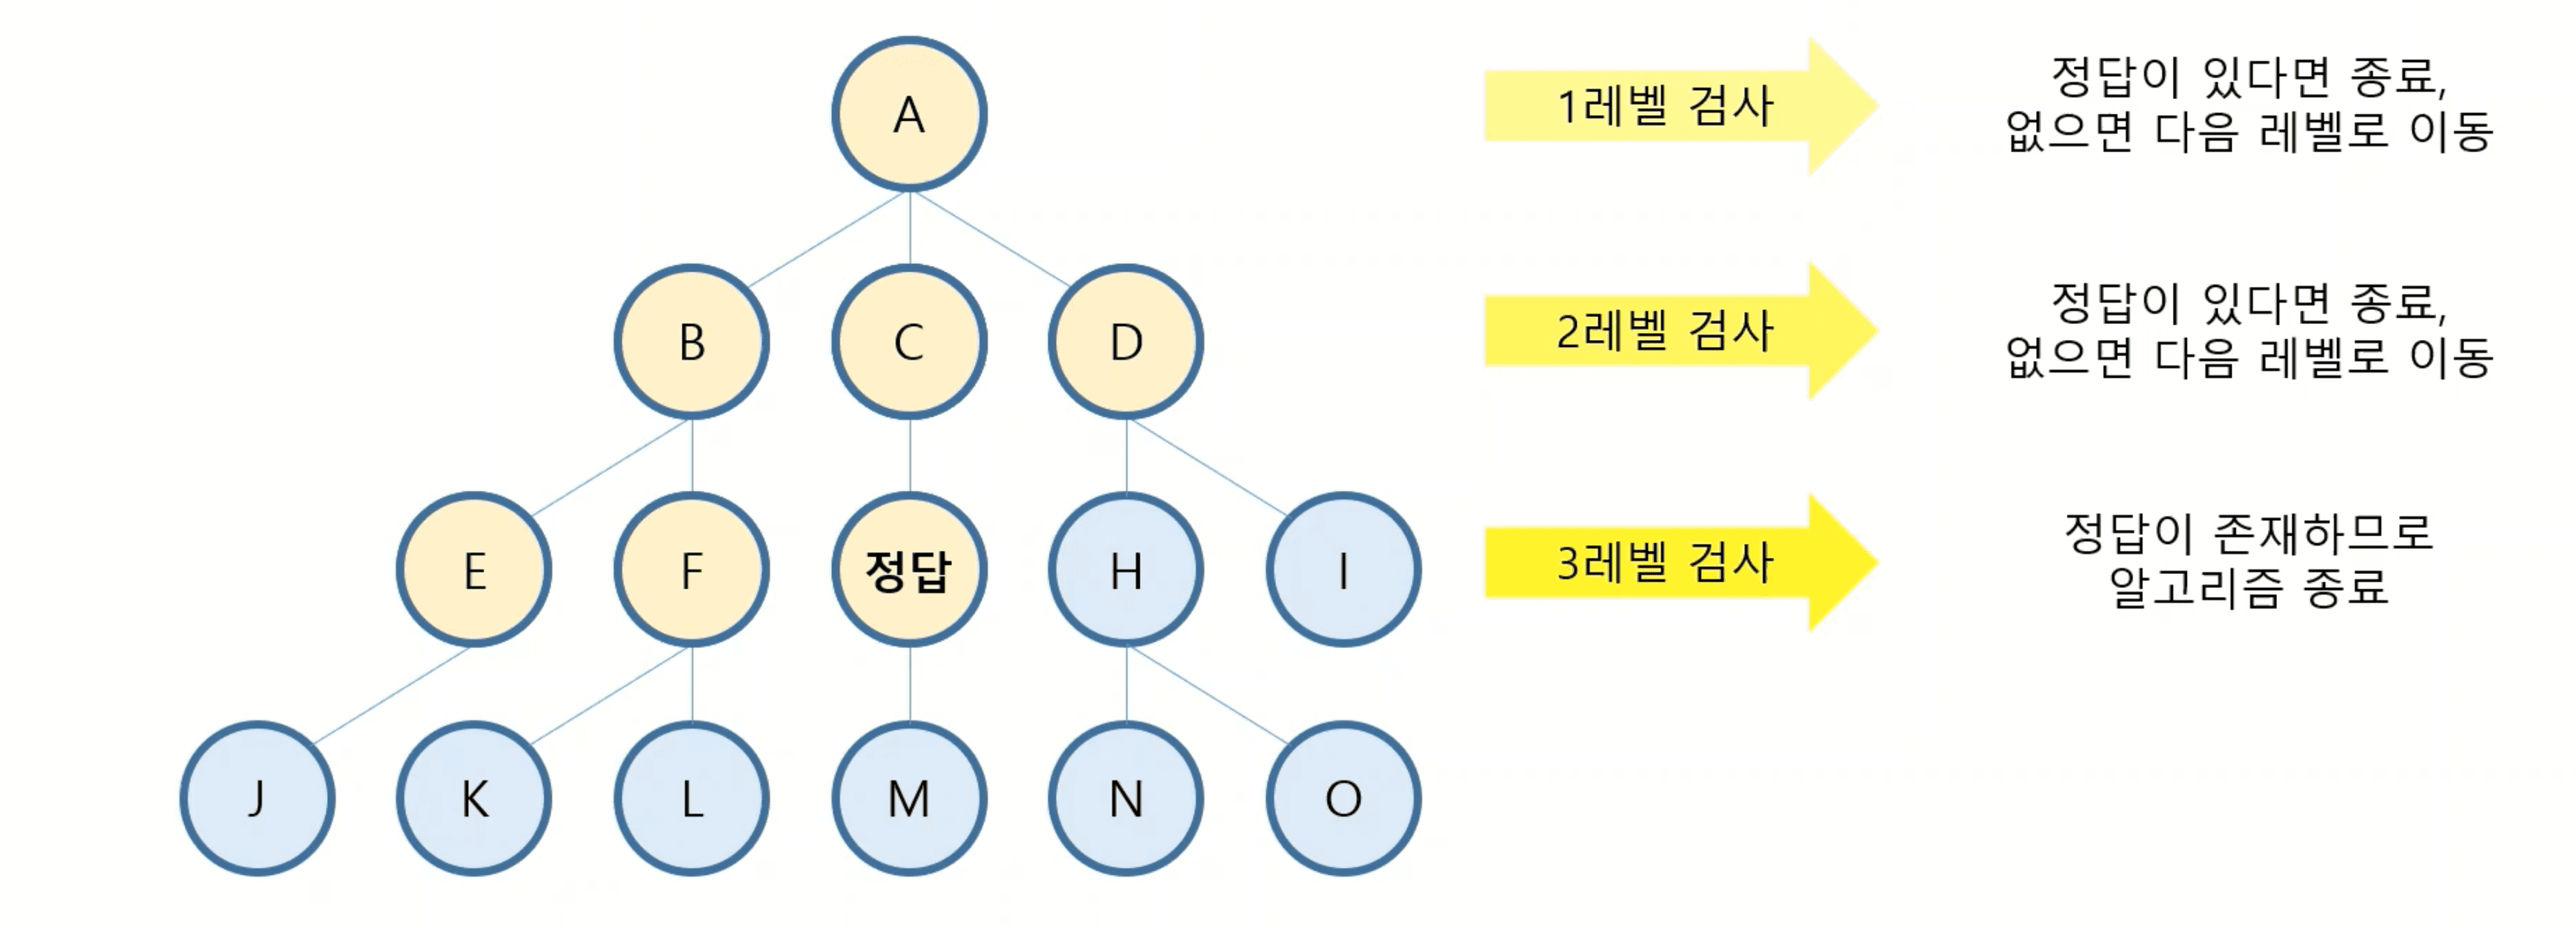 A
1레벨 검사
정답이 있다면 종료,
없으면 다음 레벨로 이동
B
C
D
2레벨 검사
정답이 있다면 종료,
없으면 다음 레벨로 이동
E
F
정답
H
I
3레벨 검사
정답이 존재하므로
알고리즘 종료
J
K
L
M
N
O